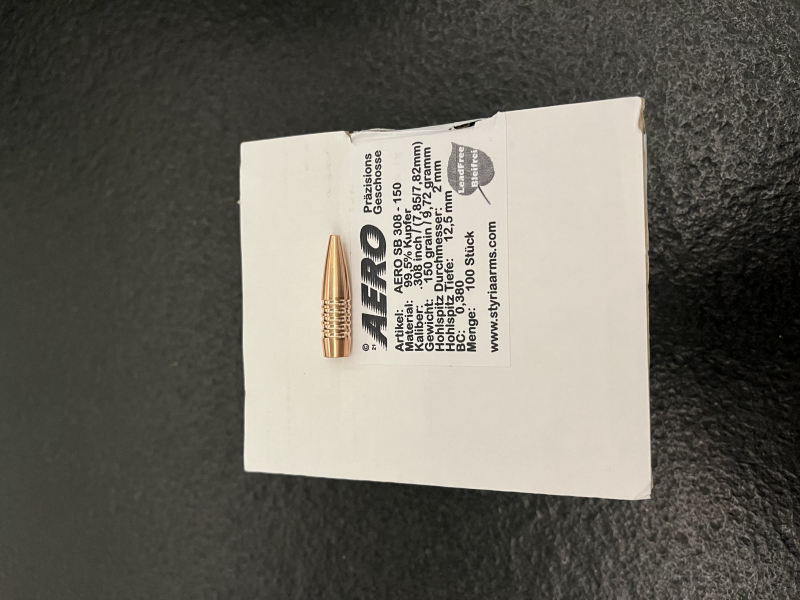 © 21 AERO Präzisions Geschosse
Artikel: AERO SB 308 - 150
Material: 99,5% Kupfer
Kaliber: .308 inch / (7,85/7,82mm)
Gewicht: 150 grain / 9,72 gramm
Hohlspitz Durchmesser: 2 mm
Hohlspitz Tiefe: 12,5 mm
BC: 0,380
Menge: 100 Stück
LeadFree
Bleifrei
www.styriaarms.com